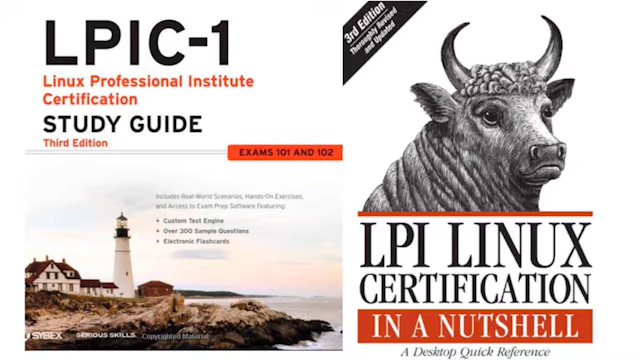 LPIC-1
Linux Professional Institute
Certification
STUDY GUIDE
Third Edition
EXAMS 101 AND 102
Includes Real-World Scenarios, Hands-On Exercises,
and Access to Exam Prep Software Featuring:
+ Custom Test Engine
+ Over 300 Sample Questions
+ Electronic Flashcards
SYBEX
SERIOUS SKILLS.
Copyrighted Material
3rd Edition
Thoroughly Revised
and Updated
LPI LINUX
CERTIFICATION
IN A NUTSHELL
A Desktop Quick Reference